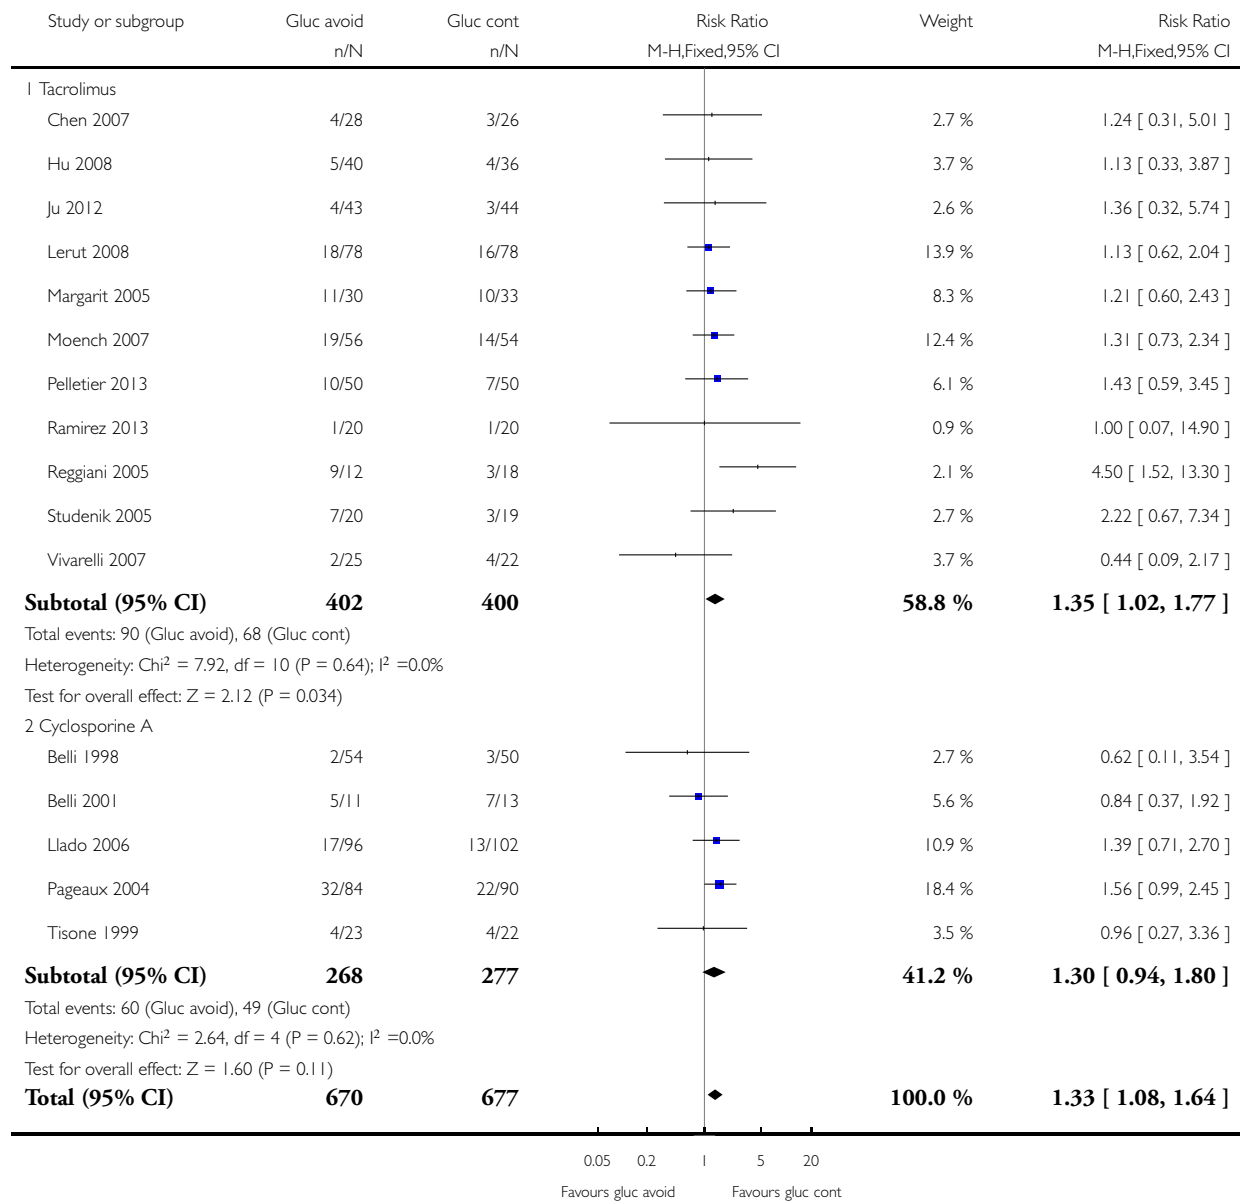 Study or subgroup Gluc avoid Gluc cont Risk Ratio Weight Risk Ratio
n/N n/N M-H,Fixed,95% CI M-H,Fixed,95% CI
1 Tacrolimus
Chen 2007 4/28 3/26 2.7 % 1.24 [ 0.31, 5.01 ]
Hu 2008 5/40 4/36 3.7 % 1.13 [ 0.33, 3.87 ]
Ju 2012 4/43 3/44 2.6 % 1.36 [ 0.32, 5.74 ]
Lerut 2008 18/78 16/78 13.9 % 1.13 [ 0.62, 2.04 ]
Margarit 2005 11/30 10/33 8.3 % 1.21 [ 0.60, 2.43 ]
Moench 2007 19/56 14/54 12.4 % 1.31 [ 0.73, 2.34 ]
Pelletier 2013 10/50 7/50 6.1 % 1.43 [ 0.59, 3.45 ]
Ramirez 2013 1/20 1/20 0.9 % 1.00 [ 0.07, 14.90 ]
Reggiani 2005 9/12 3/18 2.1 % 4.50 [ 1.52, 13.30 ]
Studenik 2005 7/20 3/19 2.7 % 2.22 [ 0.67, 7.34 ]
Vivarelli 2007 2/25 4/22 3.7 % 0.44 [ 0.09, 2.17 ]
Subtotal (95% CI) 402 400 58.8 % 1.35 [ 1.02, 1.77 ]
Total events: 90 (Gluc avoid), 68 (Gluc cont)
Heterogeneity: Chi² = 7.92, df = 10 (P = 0.64); I² =0.0%
Test for overall effect: Z = 2.12 (P = 0.034)
2 Cyclosporine A
Belli 1998 2/54 3/50 2.7 % 0.62 [ 0.11, 3.54 ]
Belli 2001 5/11 7/13 5.6 % 0.84 [ 0.37, 1.92 ]
Llado 2006 17/96 13/102 10.9 % 1.39 [ 0.71, 2.70 ]
Pageaux 2004 32/84 22/90 18.4 % 1.56 [ 0.99, 2.45 ]
Tisone 1999 4/23 4/22 3.5 % 0.96 [ 0.27, 3.36 ]
Subtotal (95% CI) 268 277 41.2 % 1.30 [ 0.94, 1.80 ]
Total events: 60 (Gluc avoid), 49 (Gluc cont)
Heterogeneity: Chi² = 2.64, df = 4 (P = 0.62); I² =0.0%
Test for overall effect: Z = 1.60 (P = 0.11)
Total (95% CI) 670 677 100.0 % 1.33 [ 1.08, 1.64 ]
0.05 0.2 1 5 20
Favours gluc avoid Favours gluc cont